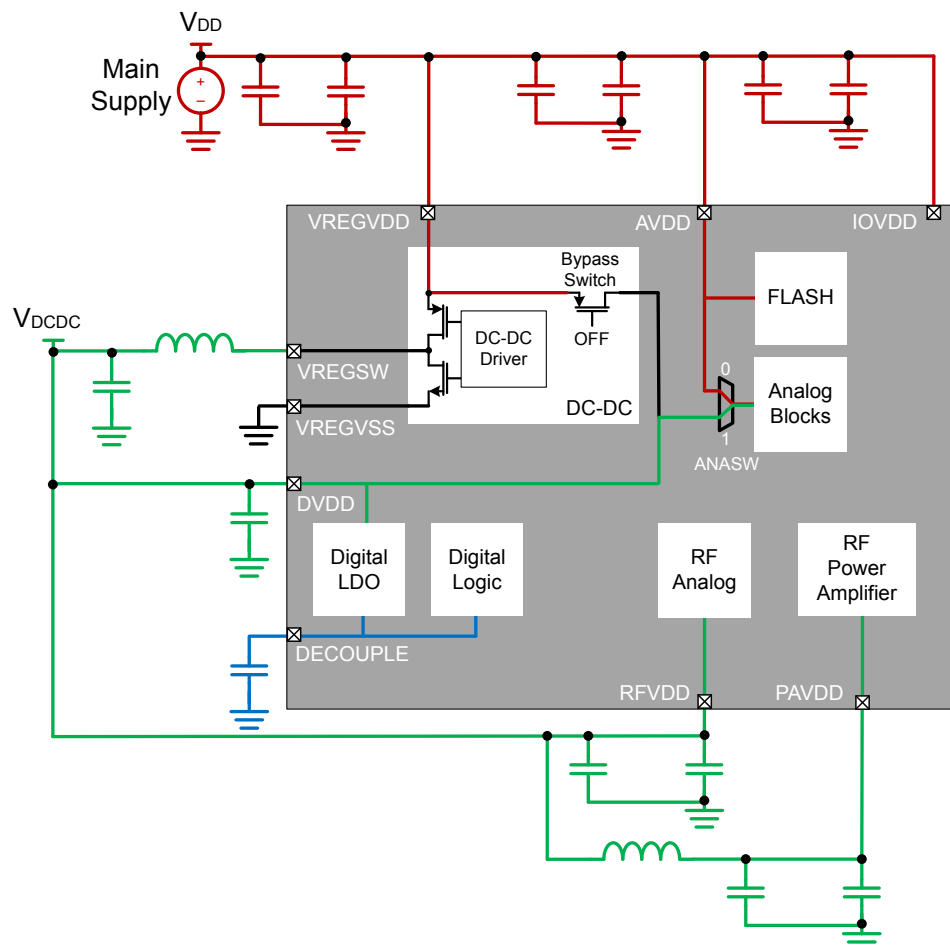 VDD
Main
Supply
+
−
VREGVDD
AVDD
IOVDD
Bypass
Switch
OFF
DC-DC
Driver
DC-DC
FLASH
VDCDC
VREGSW
VREGVSS
0
Analog
Blocks
1
ANASW
DVDD
Digital
LDO
Digital
Logic
RF
Analog
RF
Power
Amplifier
DECOUPLE
RFVDD
PAVDD